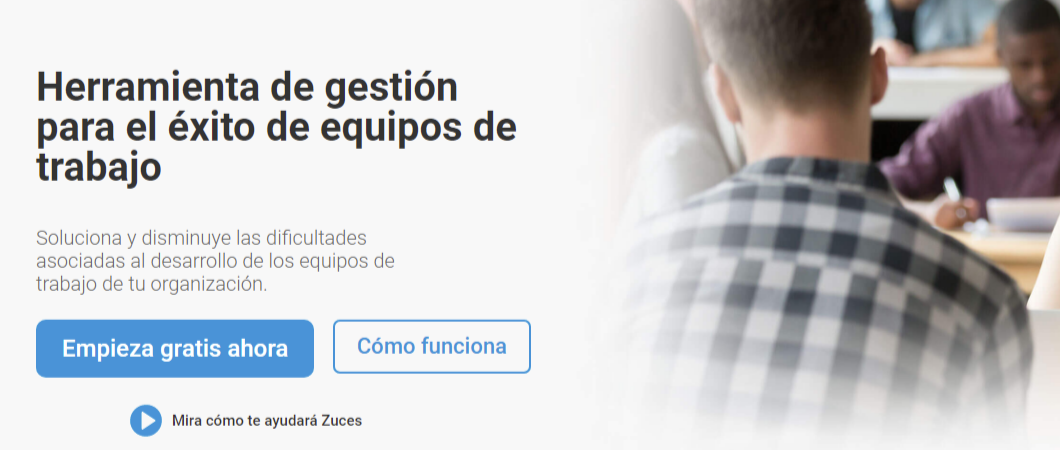 Herramienta de gestión
para el éxito de equipos de
trabajo
Soluciona y disminuye las dificultades
asociadas al desarrollo de los equipos de
trabajo de tu organización.
Empieza gratis ahora
Cómo funciona
Mira cómo te ayudará Zuces